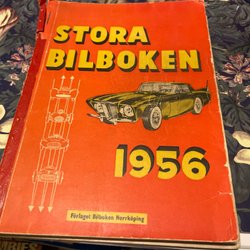 STORA
BILBOKEN
1956
Förlaget Bilboken Norrköping